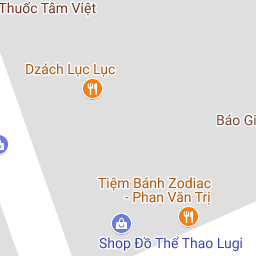 Thuốc Tâm Việt
Dzách Lục Lục
Báo Gi
Tiệm Bánh Zodiac
- Phan Văn Trị
Shop Đồ Thể Thao Lugi